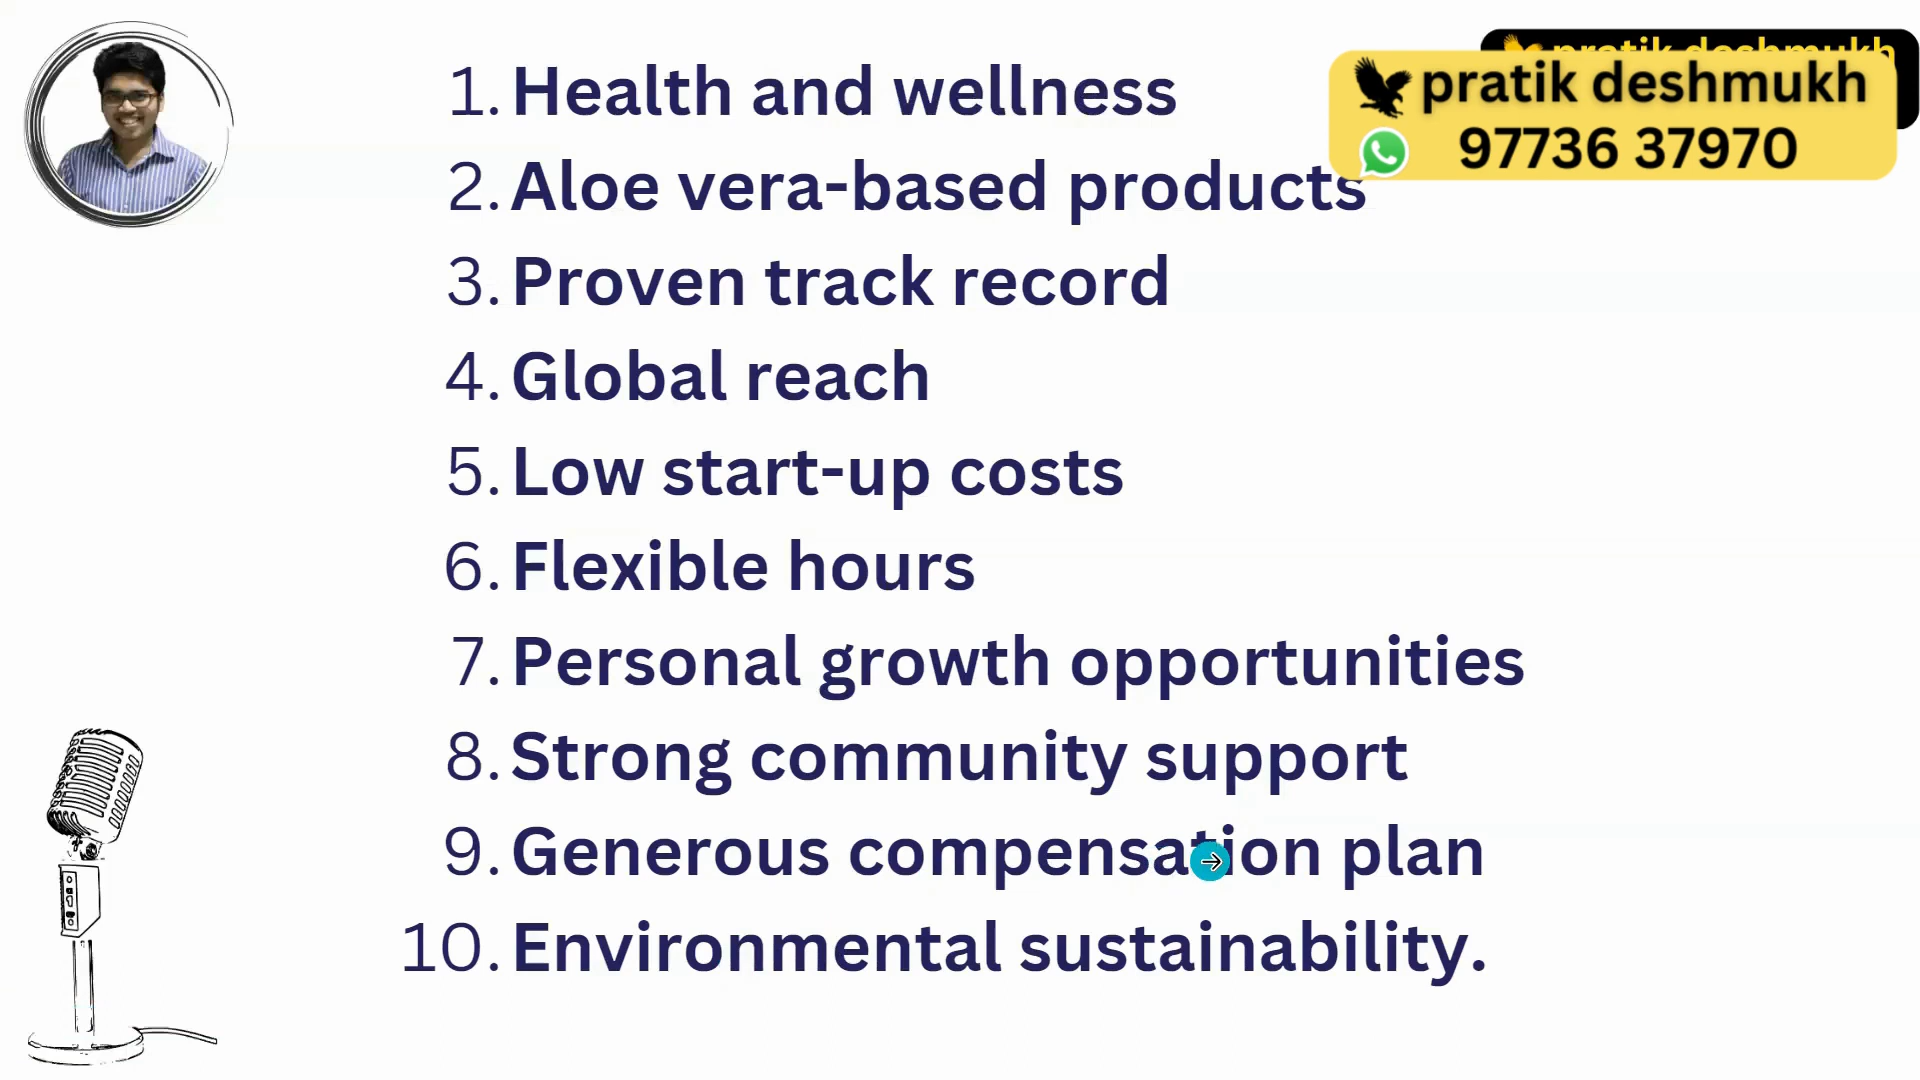 pratik deshmukh
pratik deshmukh
97736 37970
1. Health and wellness
2. Aloe vera-based products
3. Proven track record
4. Global reach
5. Low start-up costs
6. Flexible hours
7. Personal growth opportunities
8. Strong community support
9. Generous compensation plan
10. Environmental sustainability.